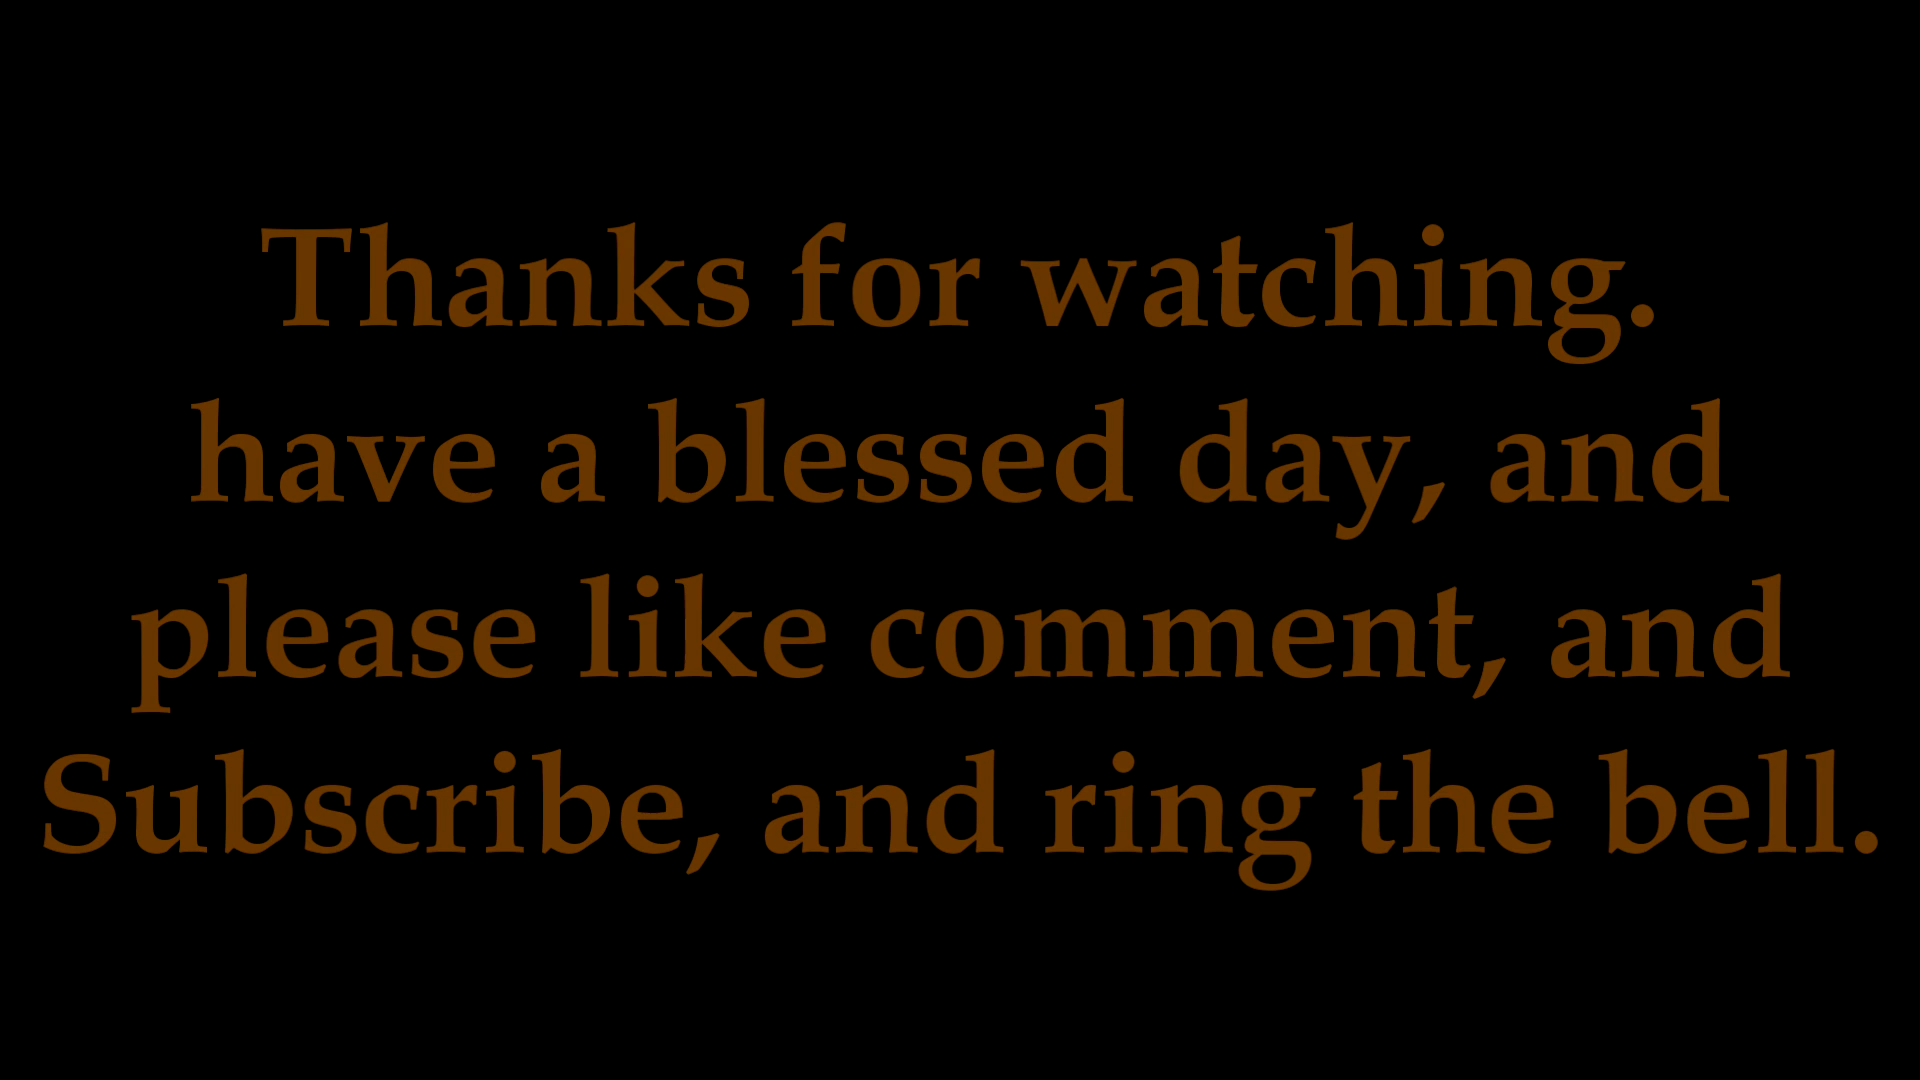 Thanks for watching.
have a blessed day, and
please like comment, and
Subscribe, and ring the bell.